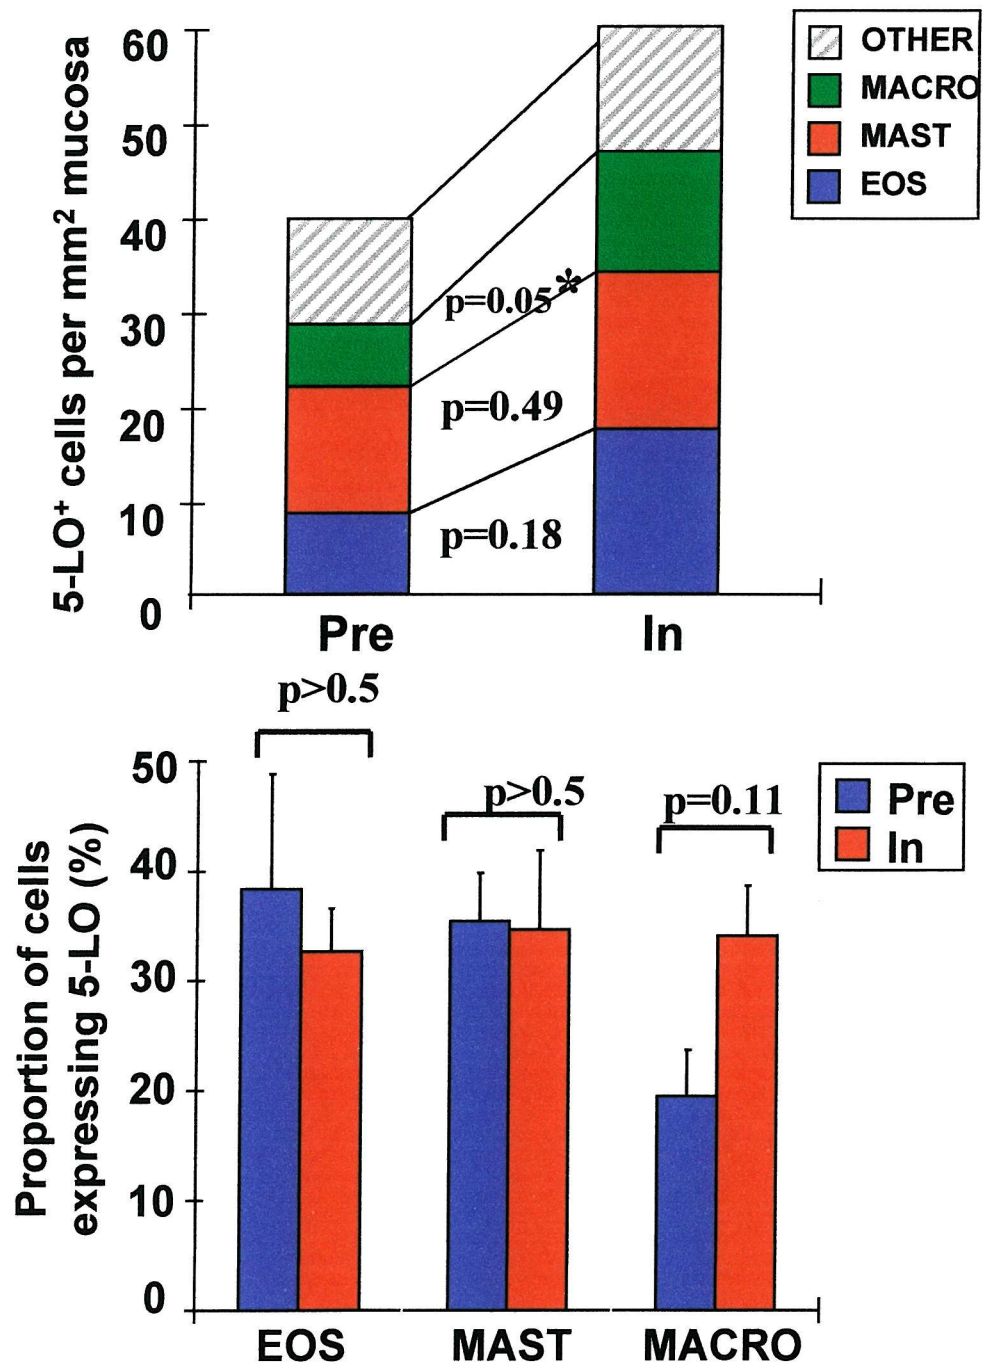 60
50
40
30
20
10
0
5-LO⁺ cells per mm² mucosa
OTHER
MACRO
MAST
EOS
p=0.05*
p=0.49
p=0.18
Pre
In
p>0.5
p>0.5
p=0.11
50
40
30
20
10
0
Proportion of cells
expressing 5-LO (%)
Pre
In
EOS
MAST
MACRO